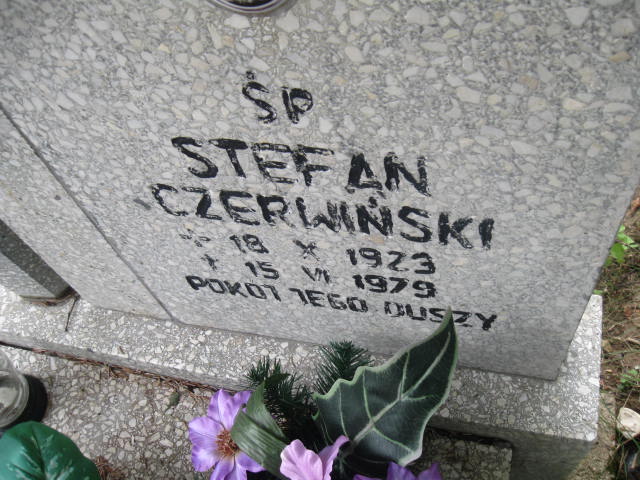 ŚP
STEFAN
CZERWIŃSKI
* 18 X 1923
† 15 VI 1979
POKÓJ JEGO DUSZY